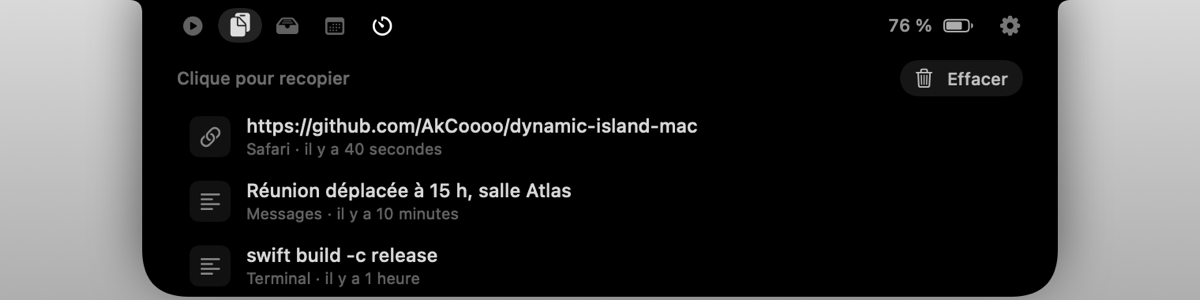 76 %
Clique pour recopier
Effacer
https://github.com/AkCoooo/dynamic-island-mac
Safari · il y a 40 secondes
Réunion déplacée à 15 h, salle Atlas
Messages · il y a 10 minutes
swift build -c release
Terminal · il y a 1 heure